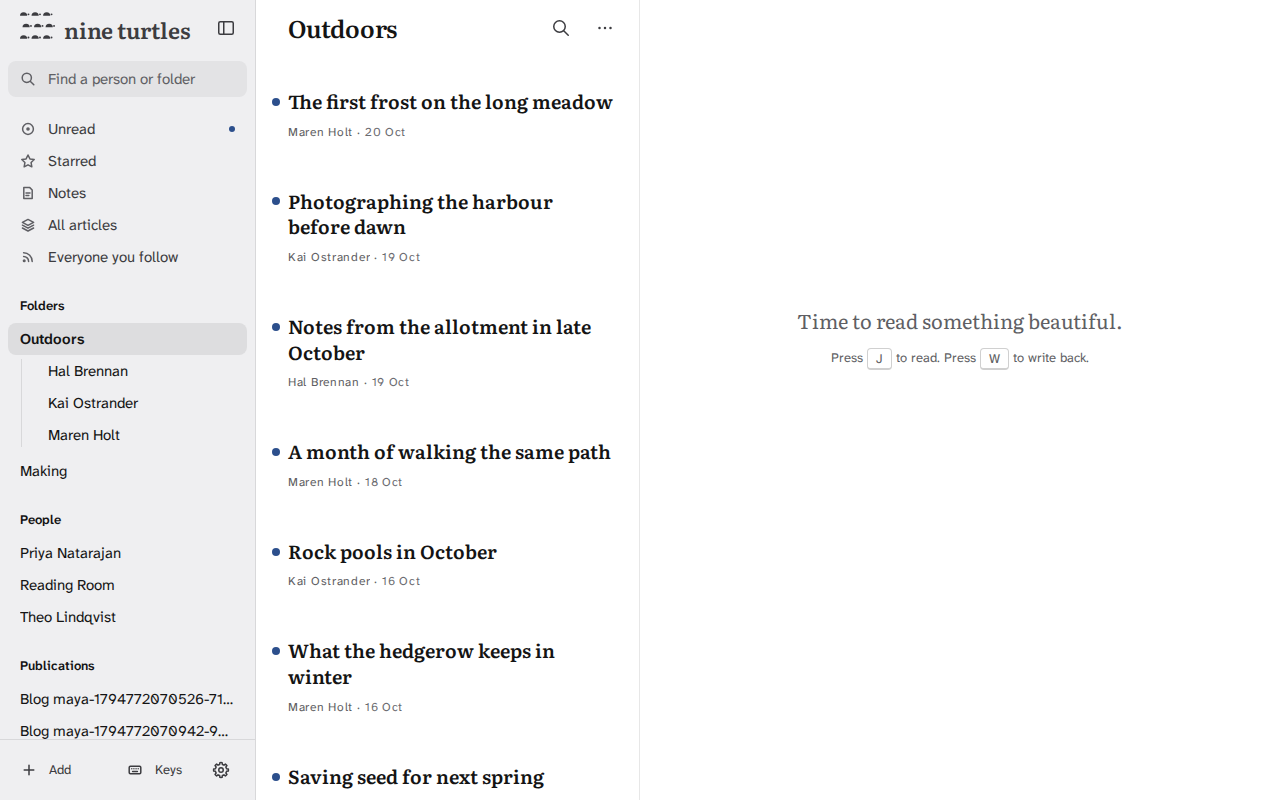 nine turtles
Find a person or folder
Unread
Starred
Notes
All articles
Everyone you follow
Folders
Outdoors
Hal Brennan
Kai Ostrander
Maren Holt
Making
People
Priya Natarajan
Reading Room
Theo Lindqvist
Publications
Blog maya-1794772070526-71...
Blog maya-1794772070942-9...
Add
Keys
Outdoors
The first frost on the long meadow
Maren Holt · 20 Oct
Photographing the harbour
before dawn
Kai Ostrander · 19 Oct
Notes from the allotment in late
October
Hal Brennan · 19 Oct
A month of walking the same path
Maren Holt · 18 Oct
Rock pools in October
Kai Ostrander · 16 Oct
What the hedgerow keeps in
winter
Maren Holt · 16 Oct
Saving seed for next spring
Time to read something beautiful.
Press J to read. Press W to write back.